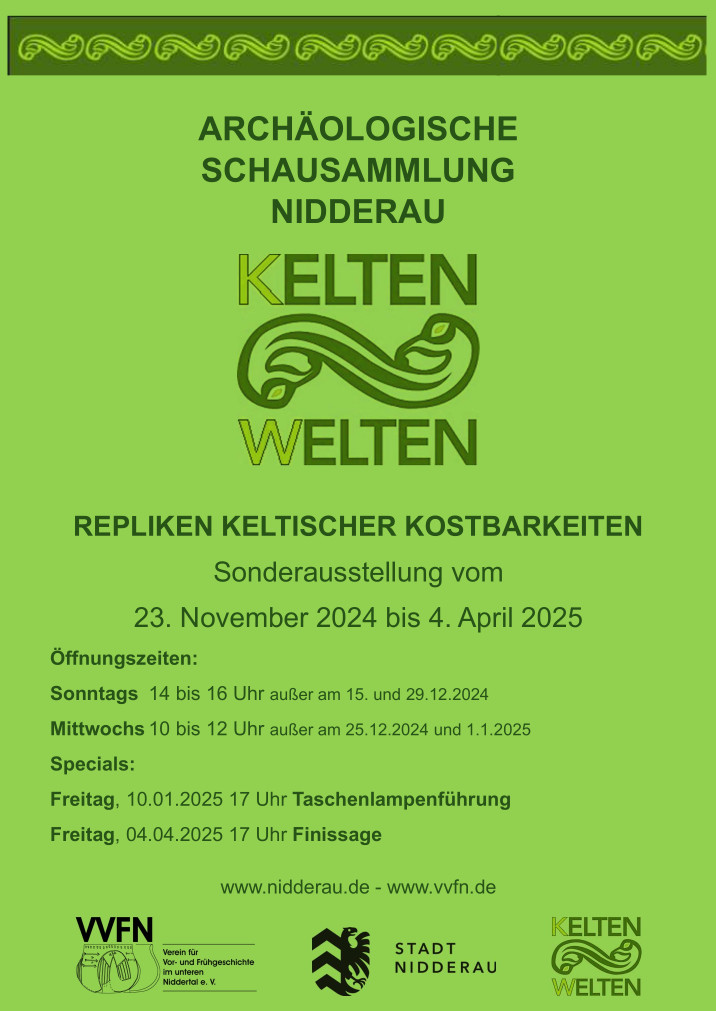 ARCHÄOLOGISCHE
SCHAUSAMMLUNG
NIDDERAU
KELTEN
WELTEN
REPLIKEN KELTISCHER KOSTBARKEITEN
Sonderausstellung vom
23. November 2024 bis 4. April 2025
Öffnungszeiten:
Sonntags 14 bis 16 Uhr außer am 15. und 29.12.2024
Mittwochs 10 bis 12 Uhr außer am 25.12.2024 und 1.1.2025
Specials:
Freitag, 10.01.2025 17 Uhr Taschenlampenführung
Freitag, 04.04.2025 17 Uhr Finissage
www.nidderau.de - www.vvfn.de
VVFN
Verein für
Vor- und Frühgeschichte
im unteren
Niddertal e. V.
STADT
NIDDERAU
KELTEN
WELTEN